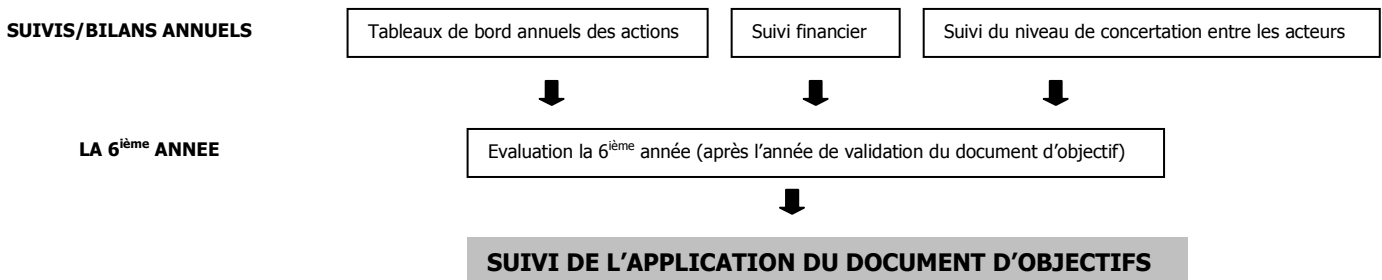 SUIVIS/BILANS ANNUELS
Tableaux de bord annuels des actions
Suivi financier
Suivi du niveau de concertation entre les acteurs
LA 6ième ANNEE
Evaluation la 6ième année (après l'année de validation du document d'objectif)
SUIVI DE L'APPLICATION DU DOCUMENT D'OBJECTIFS